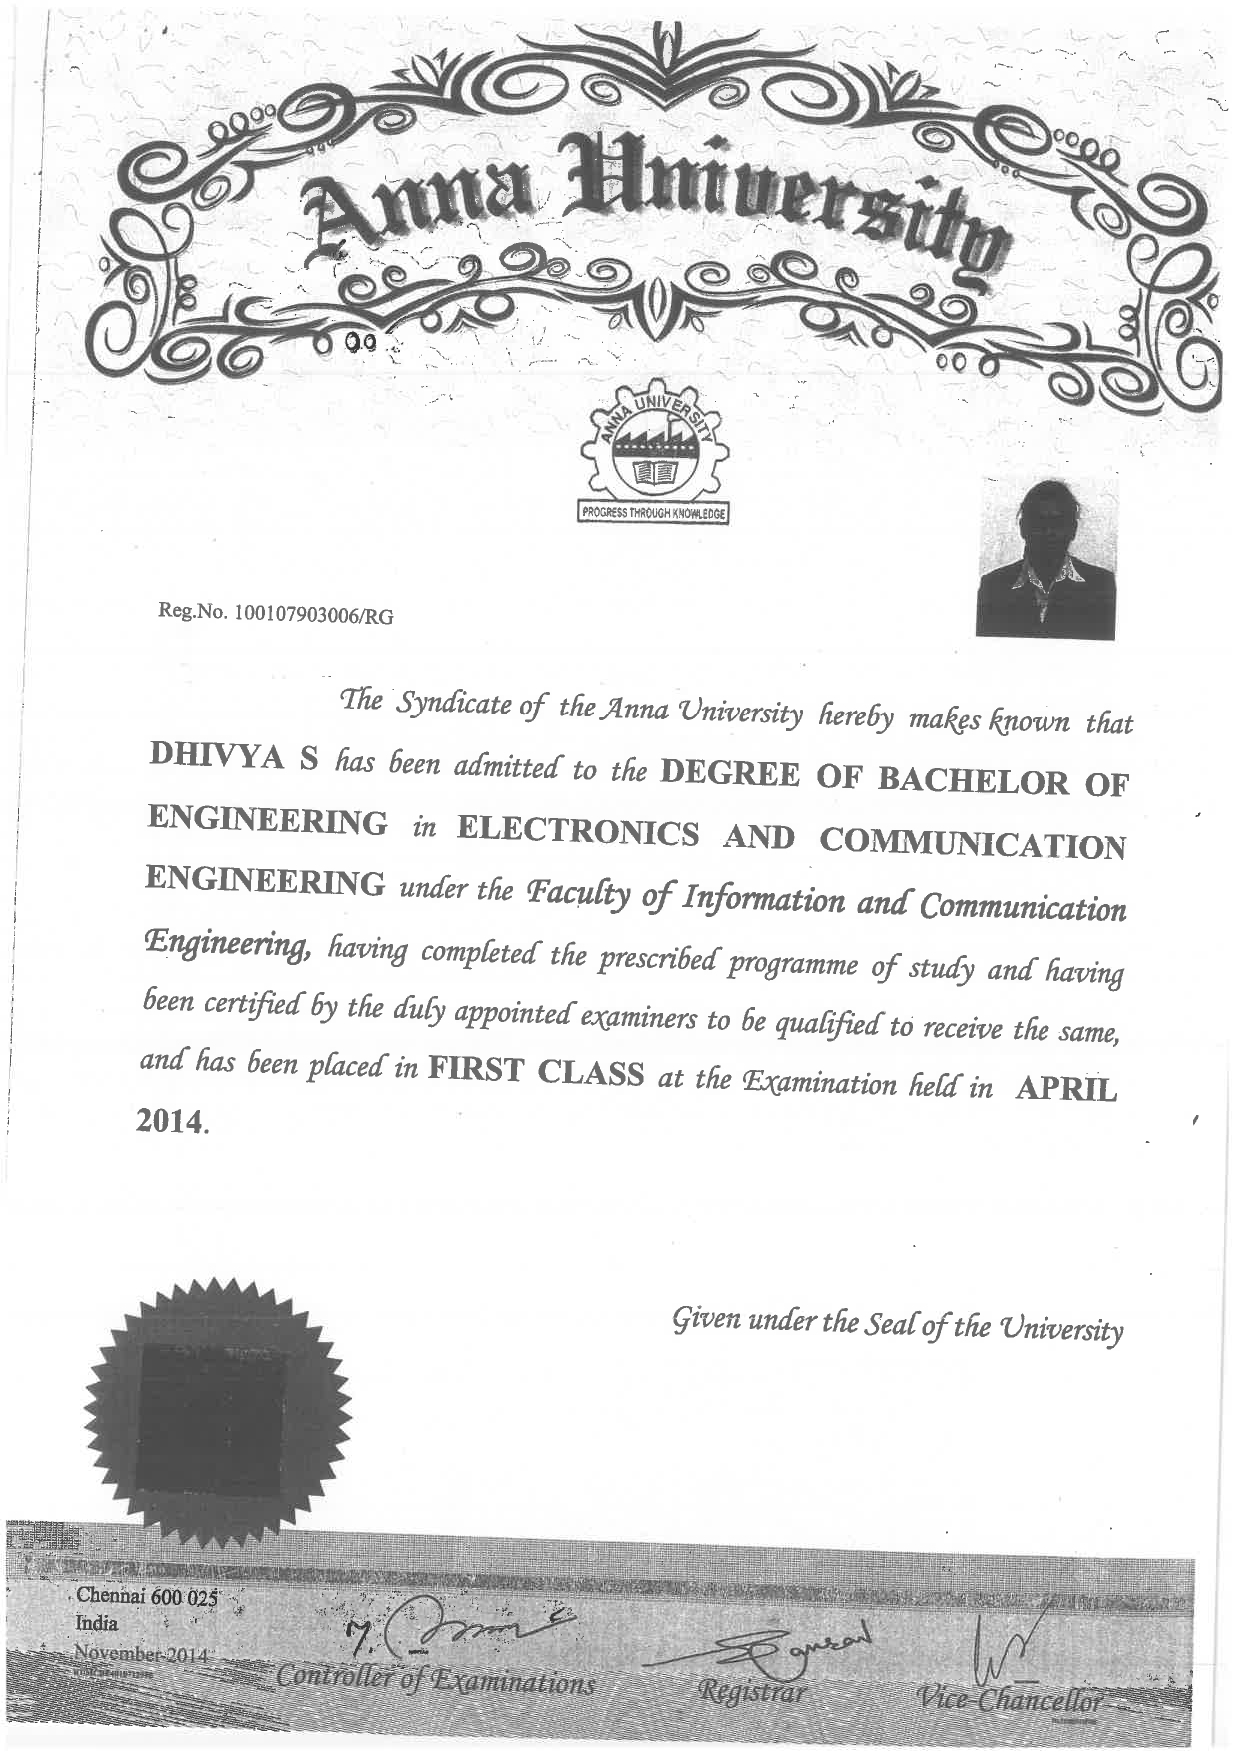 Anna University
ANNA UNIVERSITY
PROGRESS THROUGH KNOWLEDGE
Reg.No. 100107903006/RG
The Syndicate of the Anna University hereby makes known that
DHIVYA S has been admitted to the DEGREE OF BACHELOR OF
ENGINEERING in ELECTRONICS AND COMMUNICATION
ENGINEERING under the Faculty of Information and Communication
Engineering, having completed the prescribed programme of study and having
been certified by the duly appointed examiners to be qualified to receive the same,
and has been placed in FIRST CLASS at the Examination held in APRIL
2014.
Given under the Seal of the University
Chennai 600 025
India
November-2014
Controller of Examinations
Registrar
Vice-Chancellor